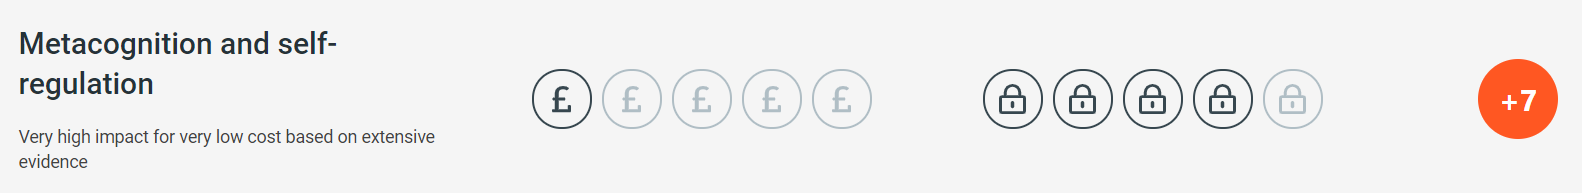 Metacognition and self-
regulation
Very high impact for very low cost based on extensive
evidence
£ £ £ £ £
+7